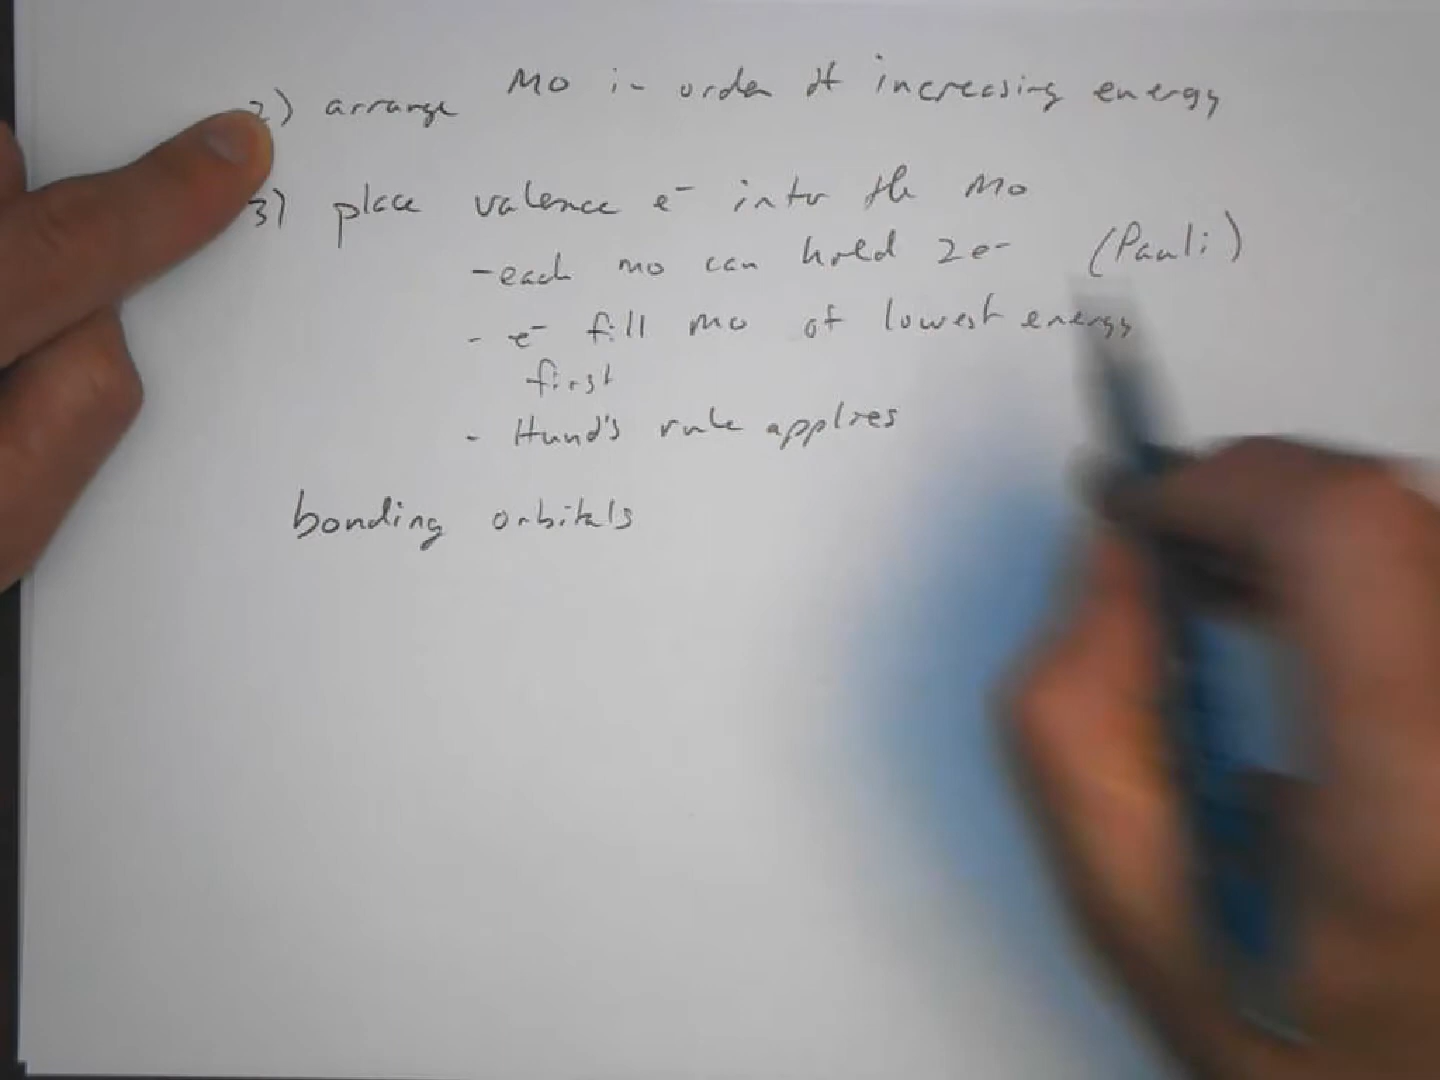 2) arrange MO in order of increasing energy
3) place valence e⁻ into the MO
- each MO can hold 2e⁻ (Pauli)
- e⁻ fill MO of lowest energy
first
- Hund's rule applies
bonding orbitals